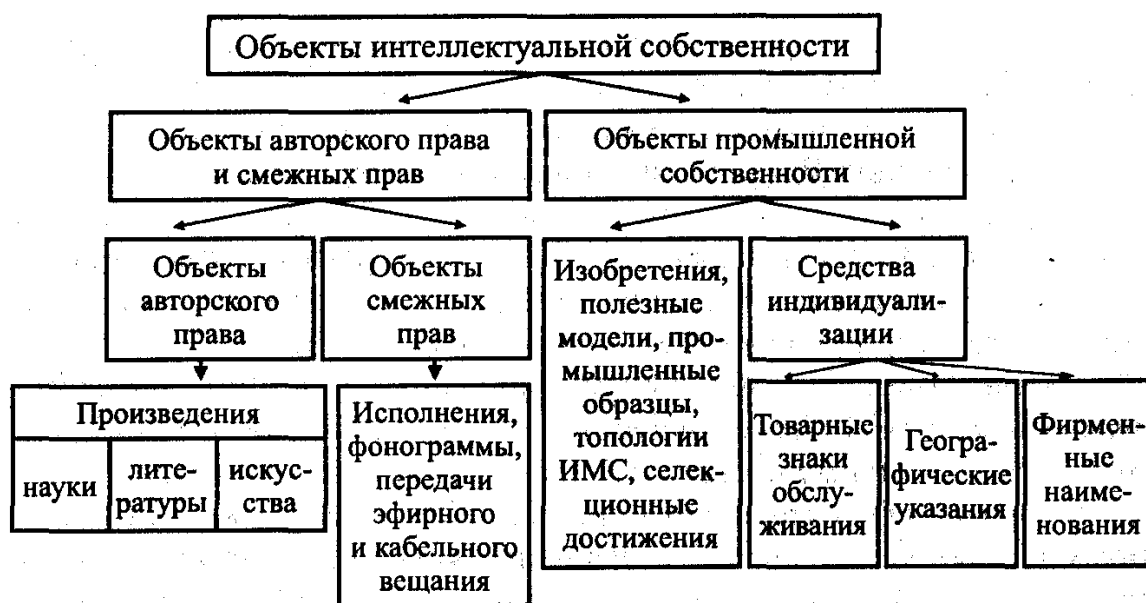 Объекты интеллектуальной собственности
Объекты авторского права
и смежных прав
Объекты промышленной
собственности
Объекты
авторского
права
Объекты
смежных
прав
Изобретения,
полезные
модели, про-
мышленные
образцы,
топологии
ИМС, селек-
ционные
достижения
Средства
индивидуали-
зации
Произведения
науки
лите-
ратуры
искус-
ства
Исполнения,
фонограммы,
передачи
эфирного
и кабельного
вещания
Товарные
знаки
обслу-
живания
Геогра-
фические
указания
Фирмен-
ные
наиме-
нования